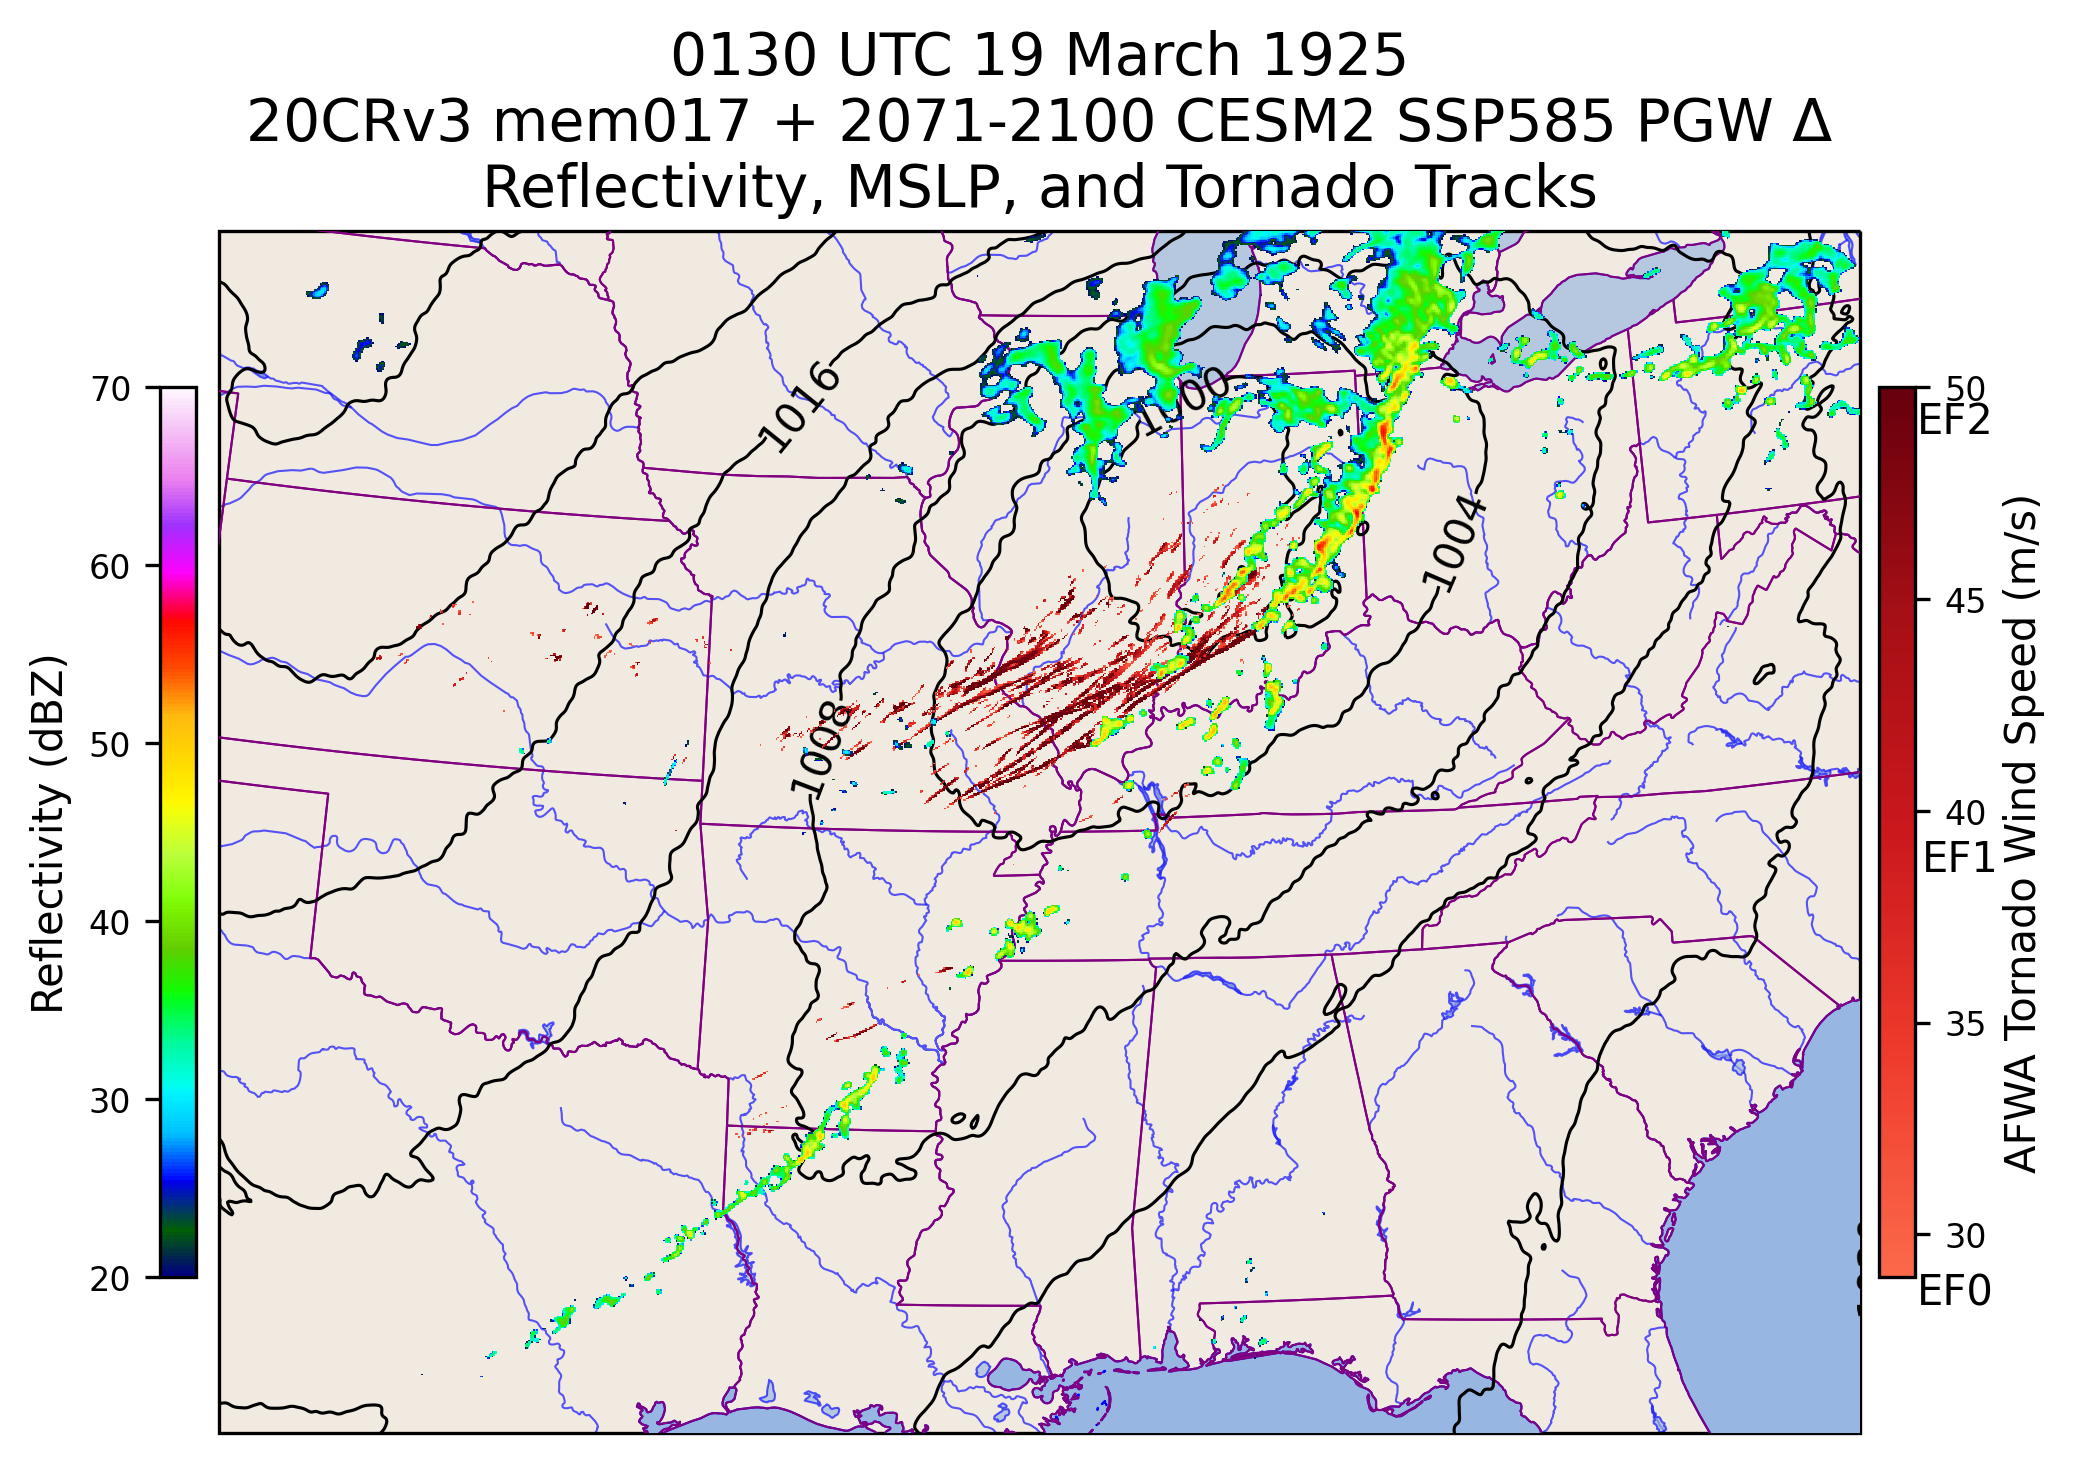 0130 UTC 19 March 1925
20CRv3 mem017 + 2071-2100 CESM2 SSP585 PGW Δ
Reflectivity, MSLP, and Tornado Tracks
1016
1000
1004
1008
70
60
50
40
30
20
Reflectivity (dBZ)
50
EF2
45
40
EF1
35
30
EF0
AFWA Tornado Wind Speed (m/s)